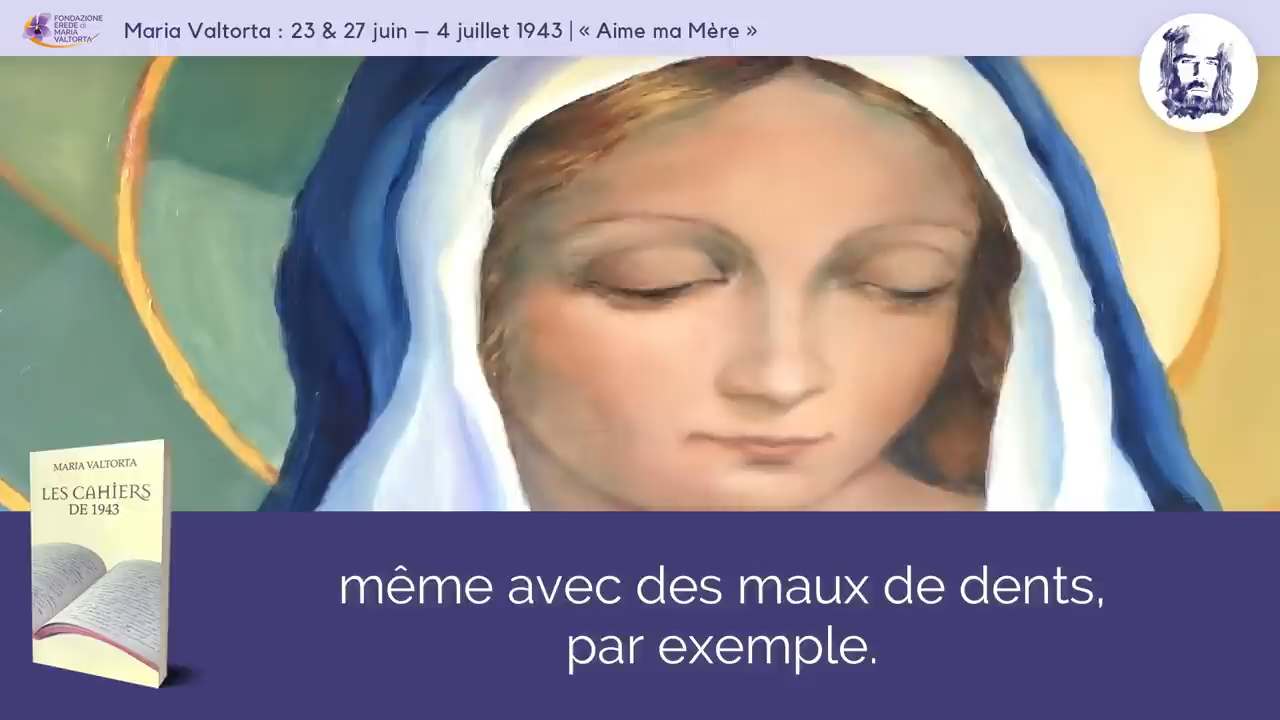 FONDAZIONE
EREDE di
MARIA
VALTORTA
Maria Valtorta : 23 & 27 juin – 4 juillet 1943 | « Aime ma Mère »
MARIA VALTORTA
LES CAHIERS
DE 1943
même avec des maux de dents,
par exemple.